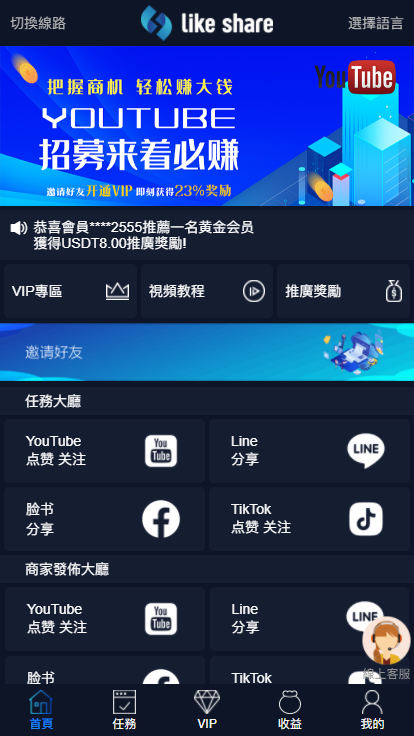 切換線路
like share
選擇語言
把握商机 轻松赚大钱
YouTube
YOUTUBE
招募来着必赚
邀请好友开通VIP 即刻获得23%奖励
恭喜會員****2555推薦一名黄金会员
獲得USDT8.00推廣獎勵!
VIP專區
視頻教程
推廣獎勵
邀请好友
任務大廳
YouTube
点赞 关注
You
Tube
Line
分享
LINE
脸书
分享
TikTok
点赞 关注
商家發佈大廳
YouTube
点赞 关注
You
Tube
Line
分享
LINE
線上客服
脸书
TikTok
首頁
任務
VIP
收益
我的